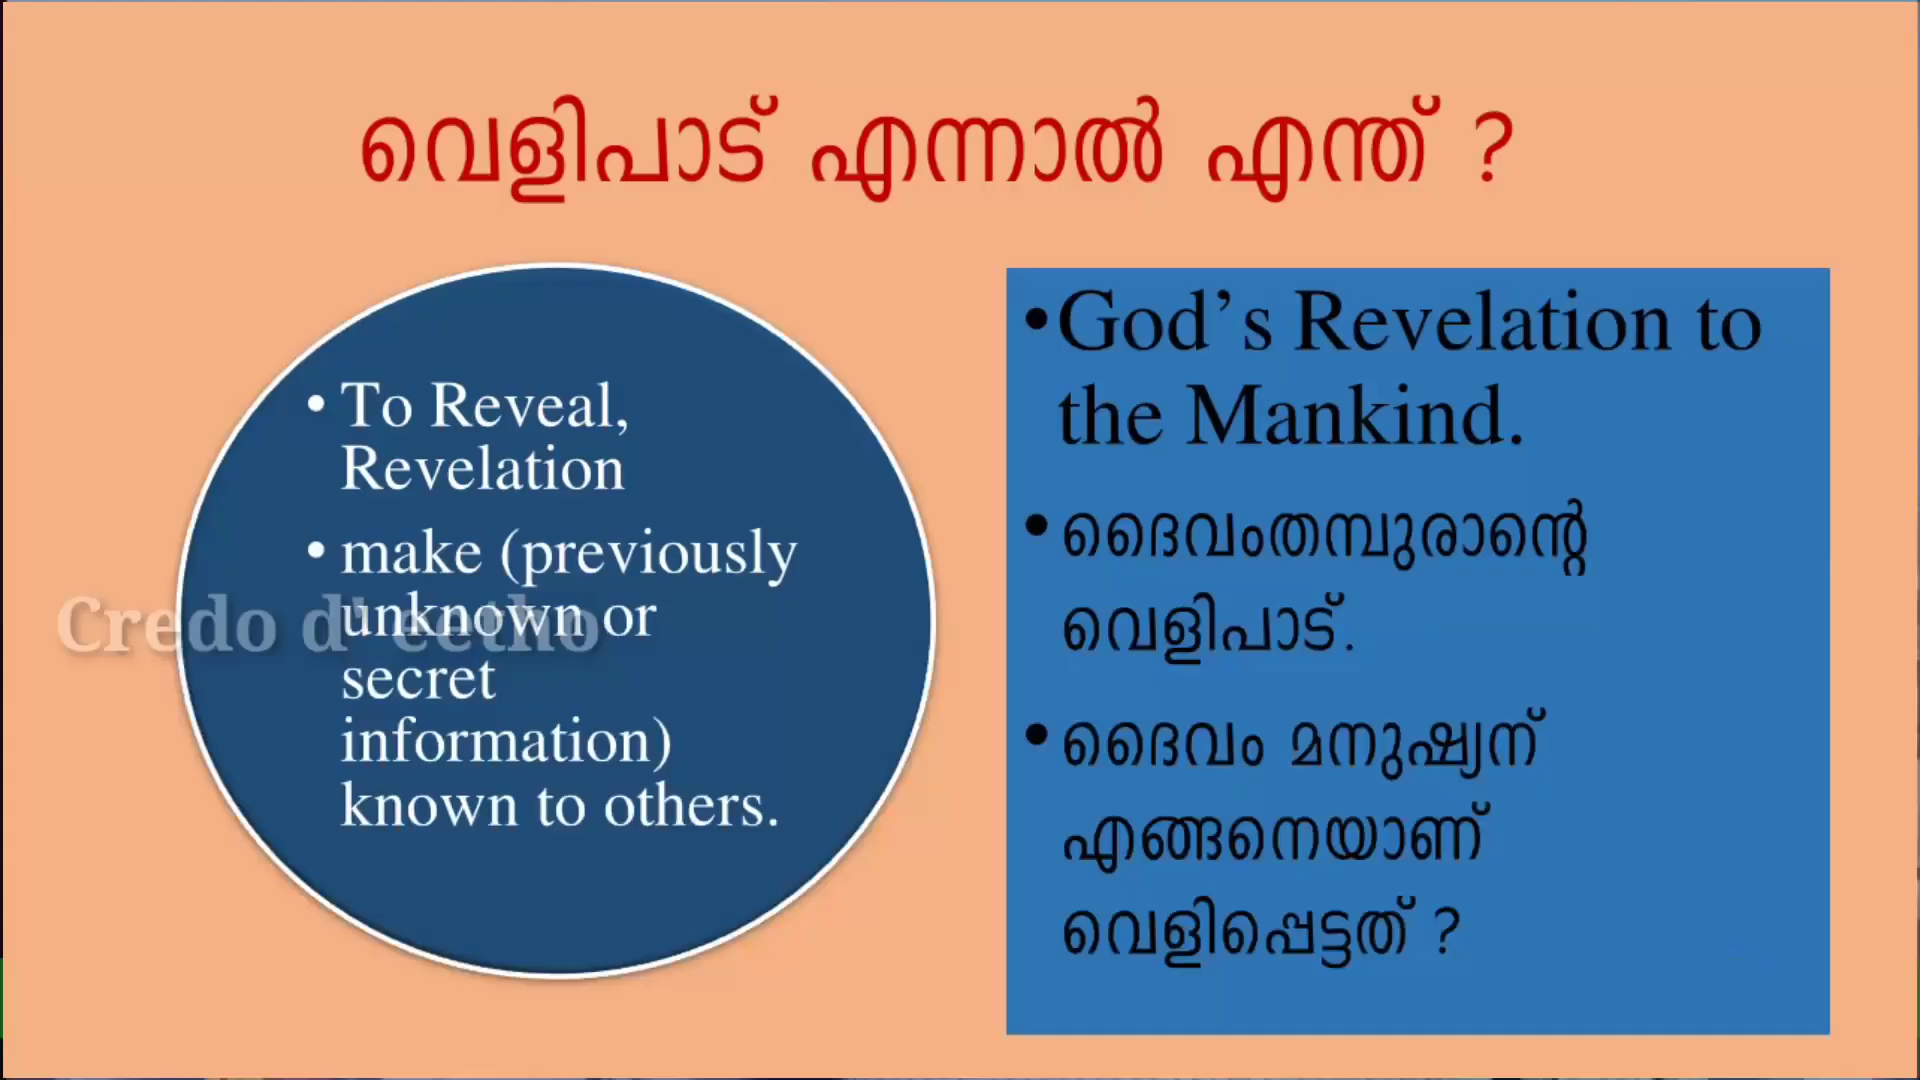 വെളിപാട് എന്നാൽ എന്ത് ?
• To Reveal,
Revelation
• make (previously
unknown or
secret
information)
known to others.
Credo d' eetho
•God’s Revelation to
the Mankind.
•ദൈവംതമ്പുരാന്റെ
വെളിപാട്.
•ദൈവം മനുഷ്യന്
എങ്ങനെയാണ്
വെളിപ്പെട്ടത് ?